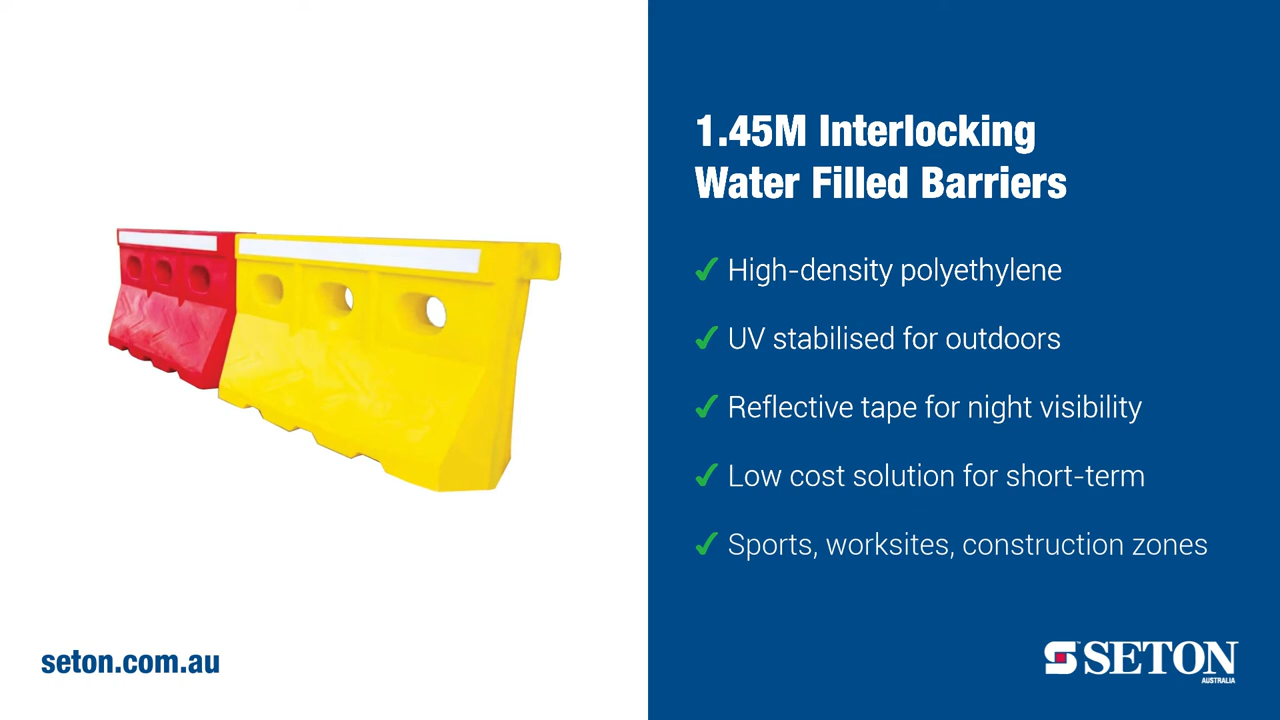 1.45M Interlocking
Water Filled Barriers
High-density polyethylene
UV stabilised for outdoors
Reflective tape for night visibility
Low cost solution for short-term
Sports, worksites, construction zones
seton.com.au
SETON
AUSTRALIA